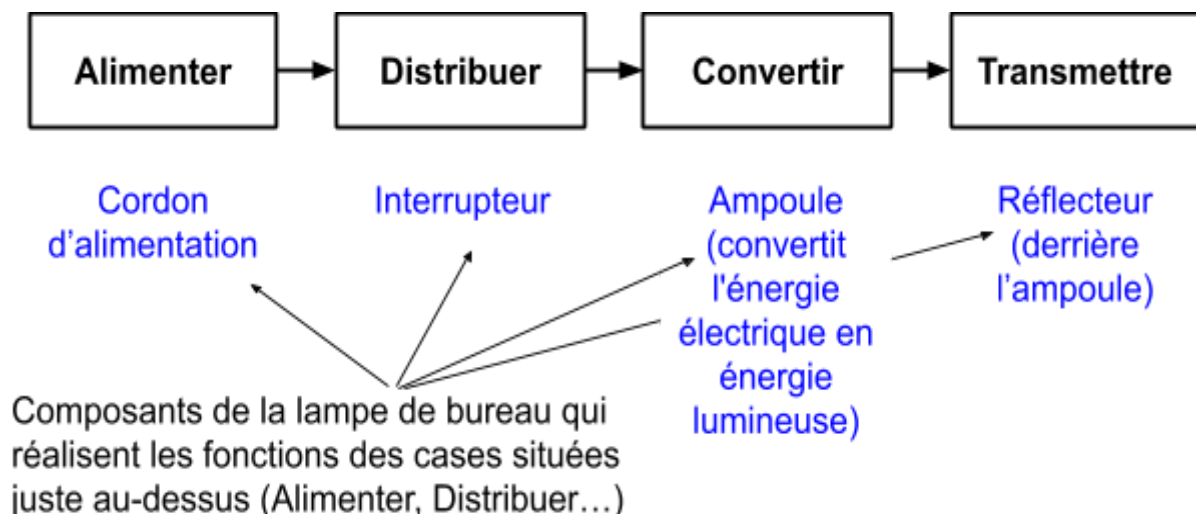 Alimenter
Distribuer
Convertir
Transmettre
Cordon
d’alimentation
Interrupteur
Ampoule
(convertit
l'énergie
électrique en
énergie
lumineuse)
Réflecteur
(derrière
l’ampoule)
Composants de la lampe de bureau qui
réalisent les fonctions des cases situées
juste au-dessus (Alimenter, Distribuer…)